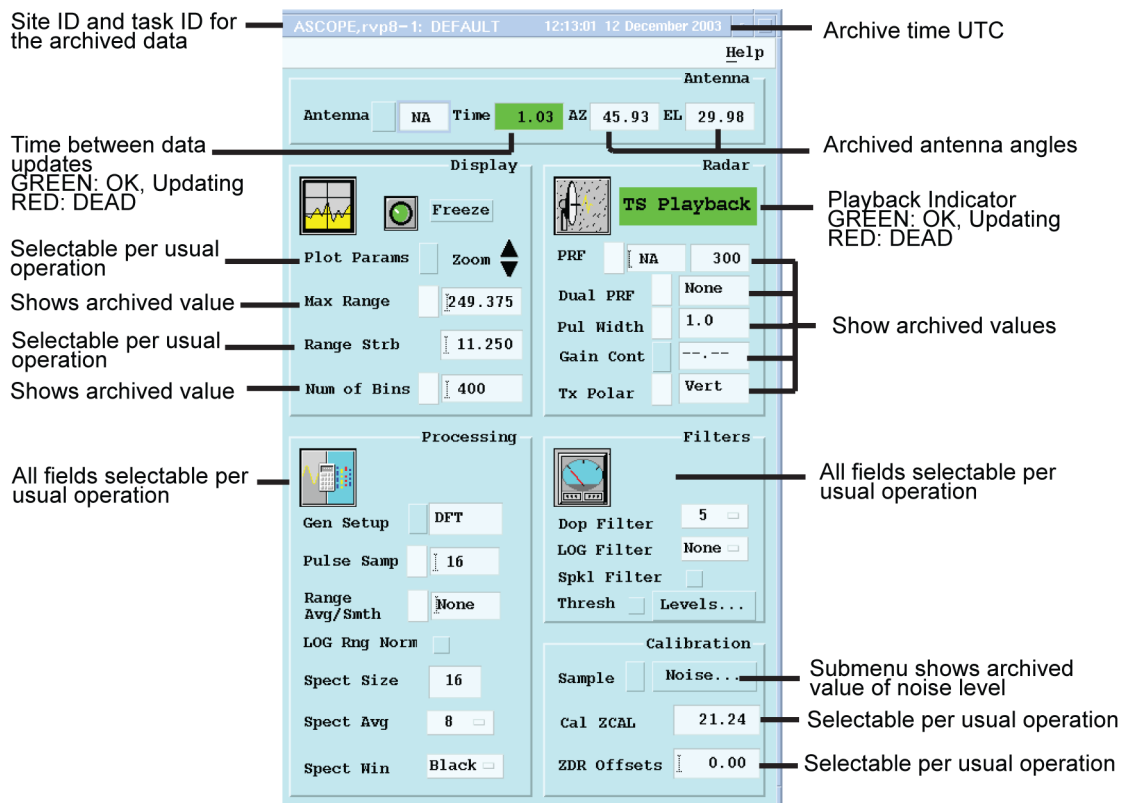 Site ID and task ID for
the archived data
ASCOPE,rvp8-1: DEFAULT 12:13:01 12 December 2003
Archive time UTC
Help
Antenna
Antenna NA Time 1.03 AZ 45.93 EL 29.98
Time between data
updates
GREEN: OK, Updating
RED: DEAD
Archived antenna angles
Display
Freeze
Selectable per usual
operation
Plot Params Zoom
Shows archived value
Max Range 249.375
Selectable per usual
operation
Range Strb 11.250
Shows archived value
Num of Bins 400
Radar
TS Playback
Playback Indicator
GREEN: OK, Updating
RED: DEAD
PRF NA 300
Dual PRF None
Pul Width 1.0
Gain Cont --.--
Tx Polar Vert
Show archived values
Processing
All fields selectable per
usual operation
Gen Setup DFT
Pulse Samp 16
Range
Avg/Smth None
LOG Rng Norm
Spect Size 16
Spect Avg 8
Spect Win Black
Filters
All fields selectable per
usual operation
Dop Filter 5
LOG Filter None
Spkl Filter
Thresh Levels...
Calibration
Sample Noise...
Submenu shows archived
value of noise level
Cal ZCAL 21.24
Selectable per usual operation
ZDR Offsets 0.00
Selectable per usual operation